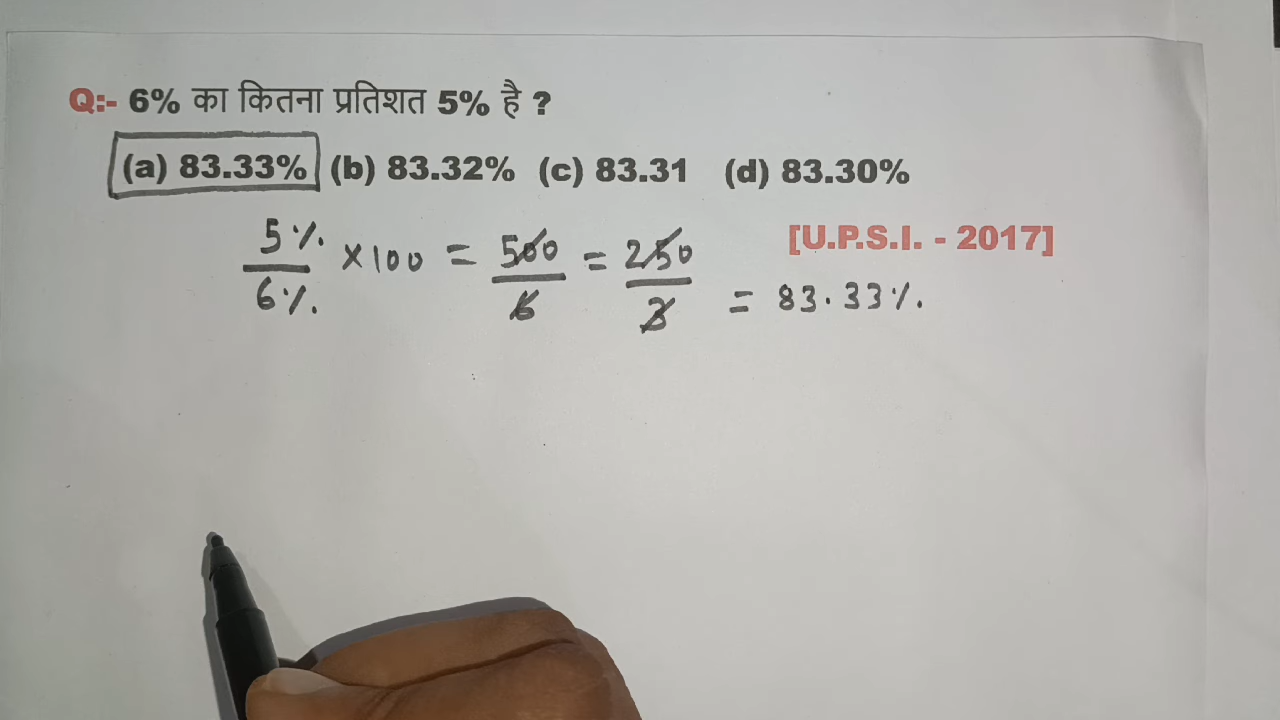 Q:- 6% का कितना प्रतिशत 5% है ?
(a) 83.33% (b) 83.32% (c) 83.31 (d) 83.30%
[U.P.S.I. - 2017]
5% / 6% × 100 = 500 / 6 = 250 / 3 = 83.33%